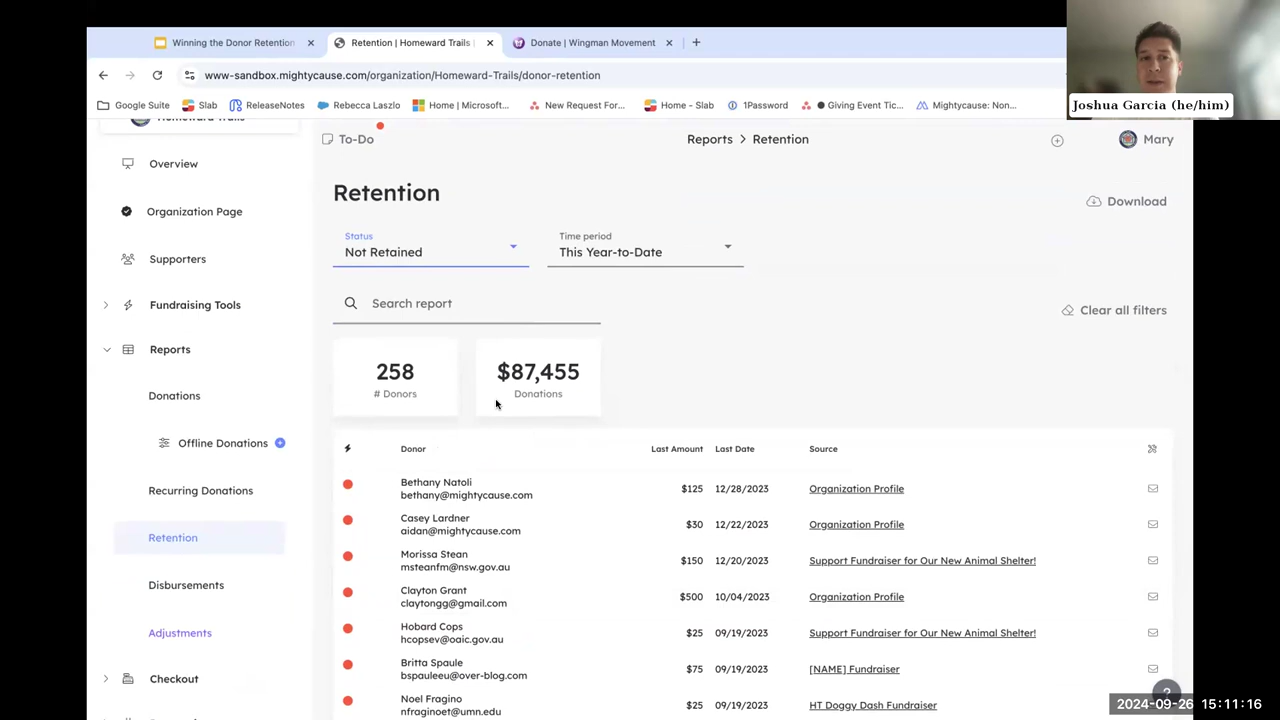 Winning the Donor Retention
Retention | Homeward Trails
Donate | Wingman Movement
www-sandbox.mightycause.com/organization/Homeward-Trails/donor-retention
Google Suite
Slab
ReleaseNotes
Rebecca Laszlo
Home | Microsoft...
New Request For...
Home - Slab
1Password
Giving Event Tic...
Mightycause: Non...
Joshua Garcia (he/him)
Homeward Trails
To-Do
Reports > Retention
Mary
Overview
Organization Page
Supporters
Fundraising Tools
Reports
Donations
Offline Donations
Recurring Donations
Retention
Disbursements
Adjustments
Checkout
Retention
Download
Status
Not Retained
Time period
This Year-to-Date
Search report
Clear all filters
258
# Donors
$87,455
Donations
Donor Last Amount Last Date Source
Bethany Natoli
bethany@mightycause.com
$125 12/28/2023 Organization Profile
Casey Lardner
aidan@mightycause.com
$30 12/22/2023 Organization Profile
Morissa Stean
msteanfm@nsw.gov.au
$150 12/20/2023 Support Fundraiser for Our New Animal Shelter!
Clayton Grant
claytongg@gmail.com
$500 10/04/2023 Organization Profile
Hobard Cops
hcopsev@oaic.gov.au
$25 09/19/2023 Support Fundraiser for Our New Animal Shelter!
Britta Spaule
bspauleeu@over-blog.com
$75 09/19/2023 [NAME] Fundraiser
Noel Fragino
nfraginoet@umn.edu
$25 09/19/2023 HT Doggy Dash Fundraiser
?
2024-09-26 15:11:16